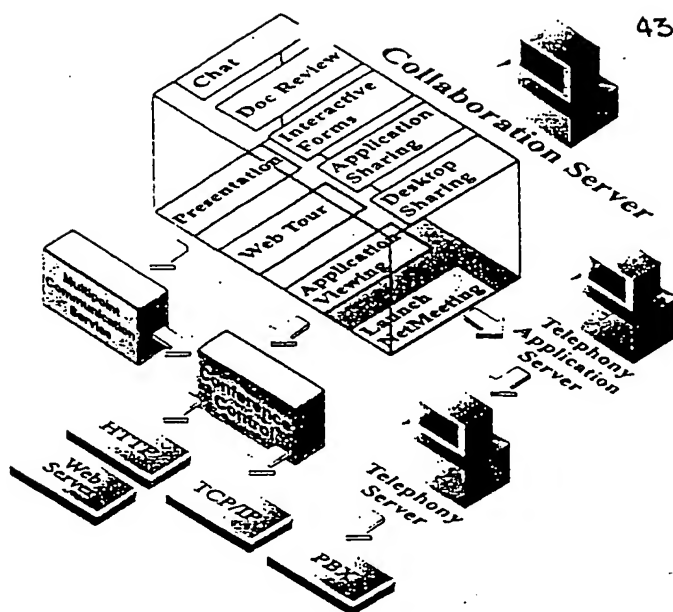 43
Collaboration Server
Chat
Doc Review
Interactive
Forms
Application
Sharing
Desktop
Sharing
Presentation
Web Tour
Application
Viewing
Launch
NetMeeting
Multipoint
Communication
Service
Conference
Control
Telephony
Application
Server
Telephony
Server
HTTP
Web
Server
TCP/IP
PBX